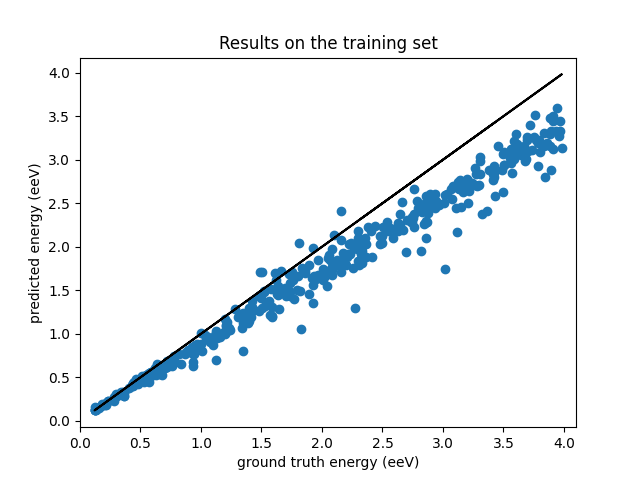 Results on the training set
4.0
3.5
3.0
2.5
2.0
1.5
1.0
0.5
0.0
predicted energy (eeV)
0.0 0.5 1.0 1.5 2.0 2.5 3.0 3.5 4.0
ground truth energy (eeV)